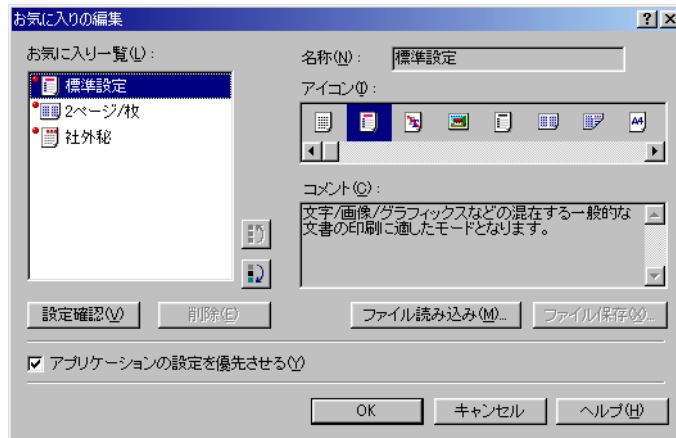 お気に入りの編集
お気に入り一覧(L):
標準設定
2ページ/枚
社外秘
名称(N):
標準設定
アイコン(I):
A4
コメント(C):
文字/画像/グラフィックスなどの混在する一般的な
文書の印刷に適したモードとなります。
設定確認(V)
削除(E)
ファイル読み込み(M)...
ファイル保存(X)...
アプリケーションの設定を優先させる(Y)
OK
キャンセル
ヘルプ(H)